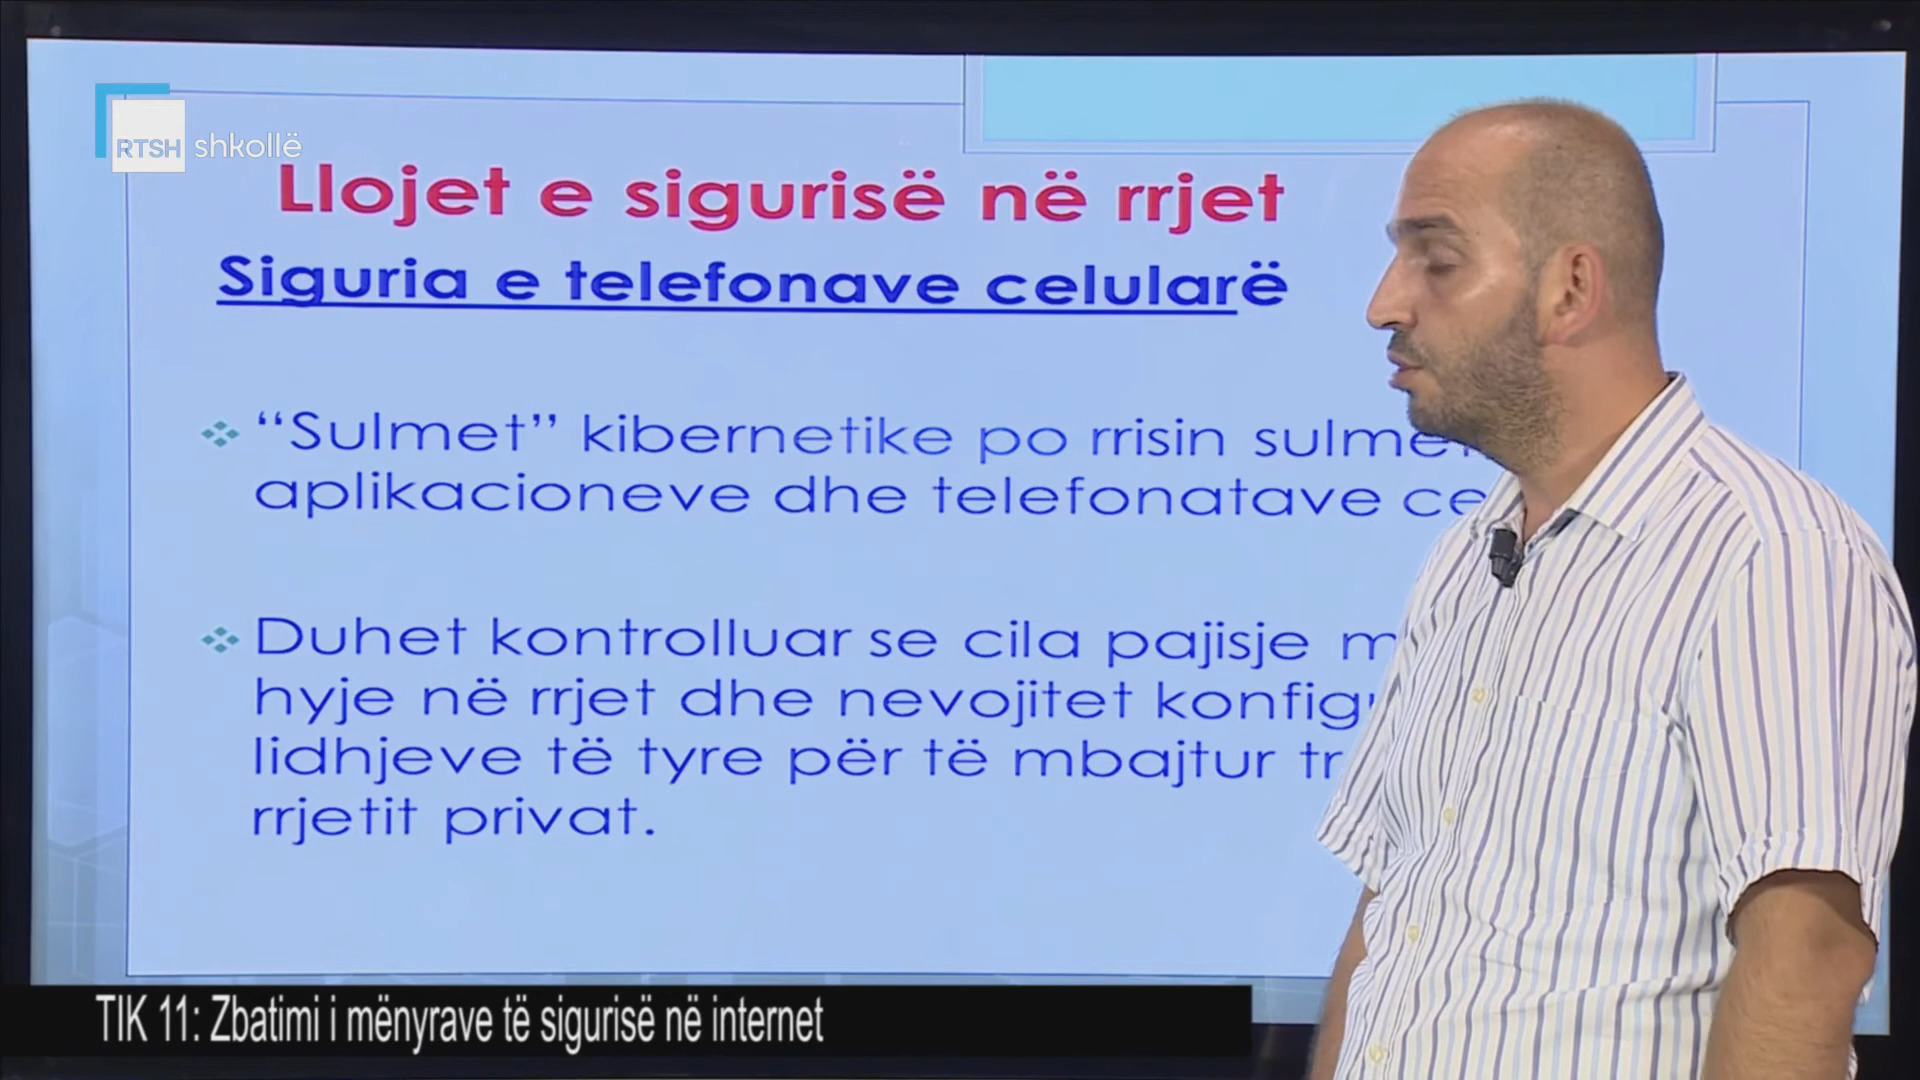 RTSH shkollë
Llojet e sigurisë në rrjet
Siguria e telefonave celularë
“Sulmet” kibernetike po rrisin
aplikacioneve dhe telefonatave
Duhet kontrolluar se cila pajisje
hyje në rrjet dhe nevojitet
lidhjeve të tyre për të mbajtur
rrjetit privat.
TIK 11: Zbatimi i mënyrave të sigurisë në internet